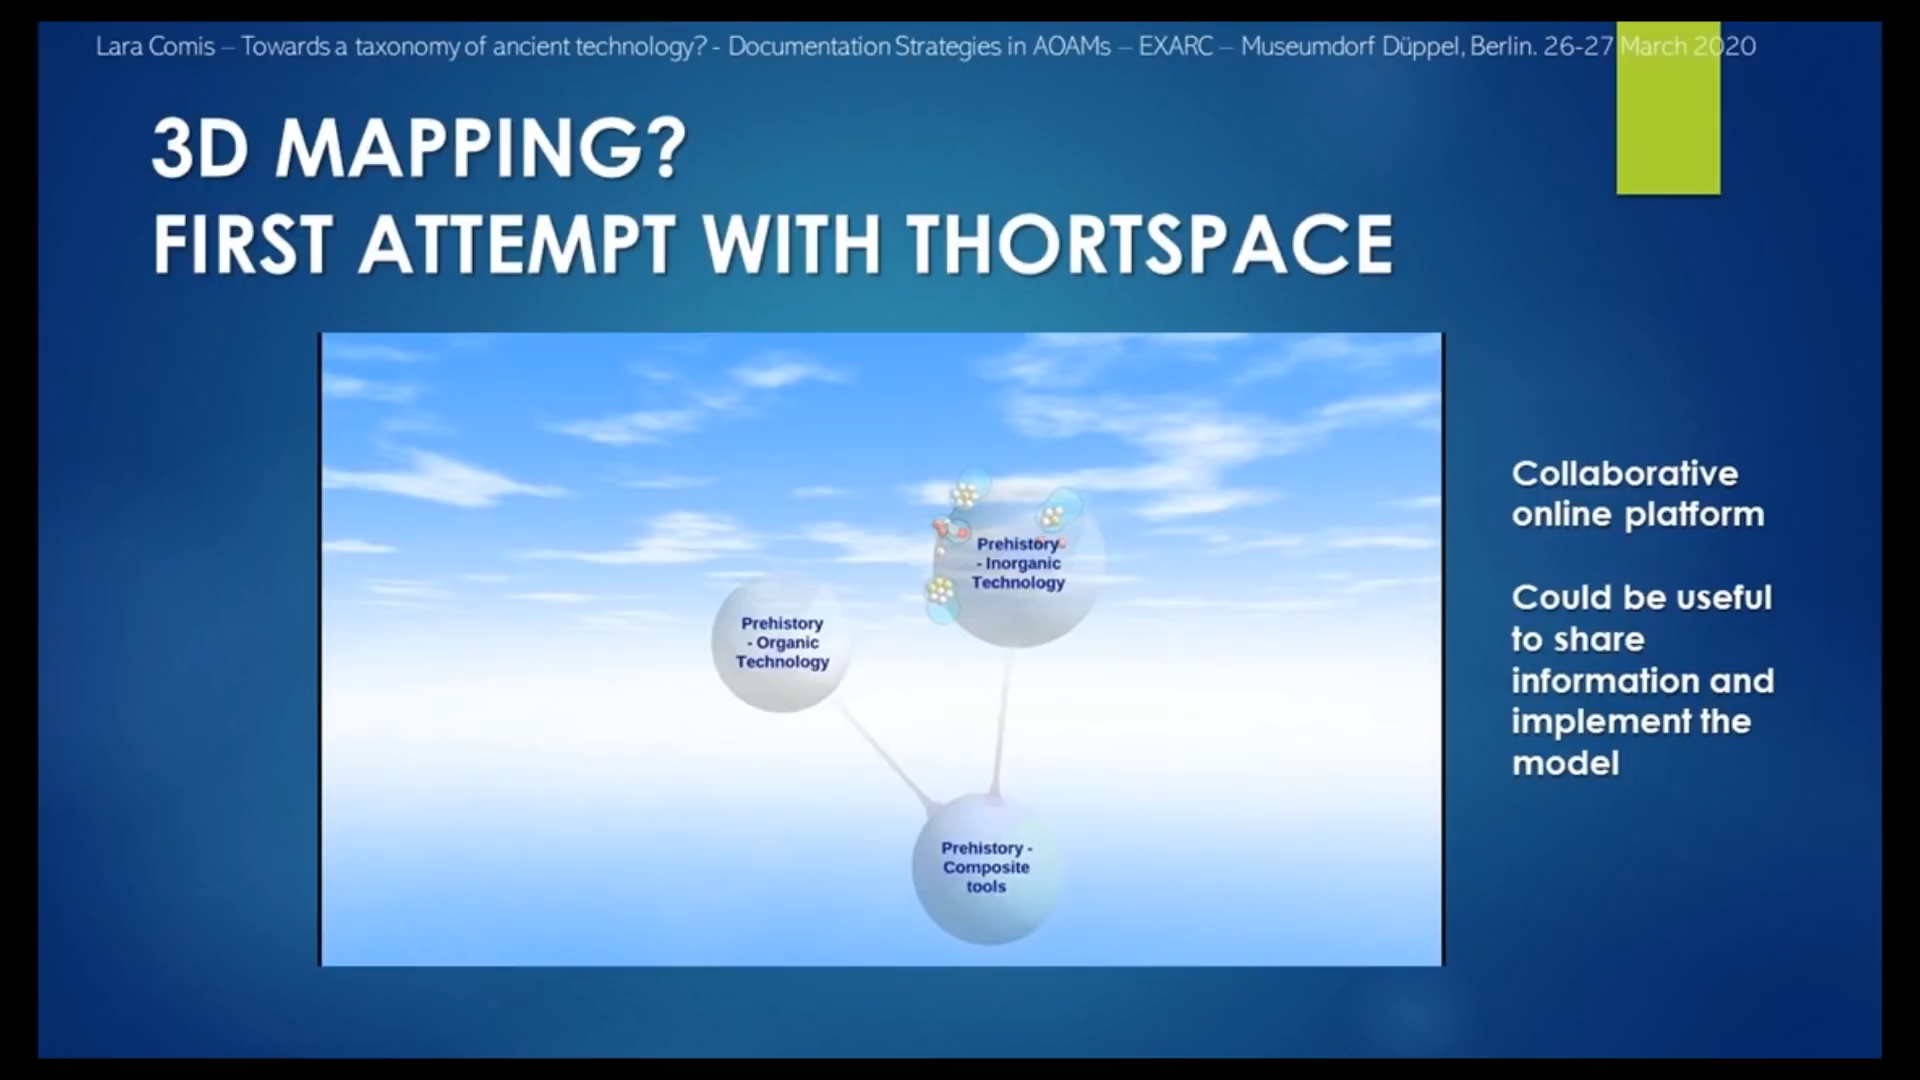 Lara Comis – Towards a taxonomy of ancient technology? - Documentation Strategies in AOAMs – EXARC – Museumdorf Düppel, Berlin. 26-27 March 2020
3D MAPPING?
FIRST ATTEMPT WITH THORTSPACE
Prehistory
- Inorganic
Technology
Prehistory
- Organic
Technology
Prehistory -
Composite
tools
Collaborative
online platform
Could be useful
to share
information and
implement the
model